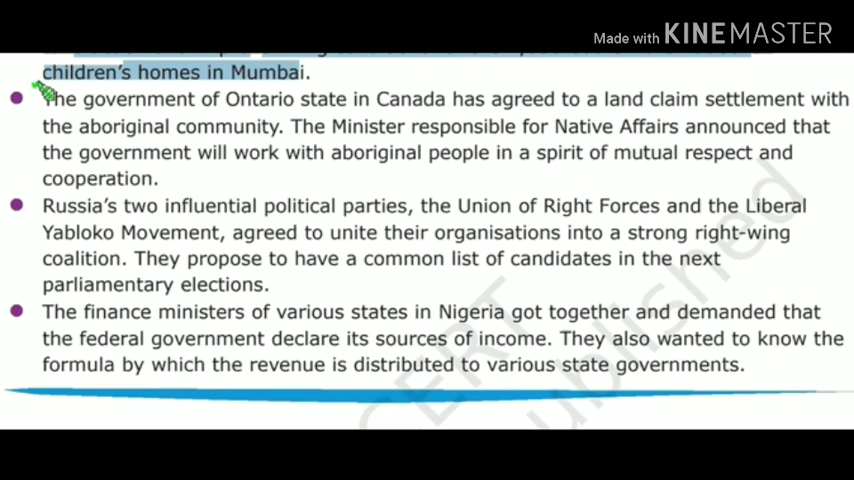 Made with KINEMASTER
children's homes in Mumbai.
The government of Ontario state in Canada has agreed to a land claim settlement with
the aboriginal community. The Minister responsible for Native Affairs announced that
the government will work with aboriginal people in a spirit of mutual respect and
cooperation.
Russia's two influential political parties, the Union of Right Forces and the Liberal
Yabloko Movement, agreed to unite their organisations into a strong right-wing
coalition. They propose to have a common list of candidates in the next
parliamentary elections.
The finance ministers of various states in Nigeria got together and demanded that
the federal government declare its sources of income. They also wanted to know the
formula by which the revenue is distributed to various state governments.
CERT
ublished